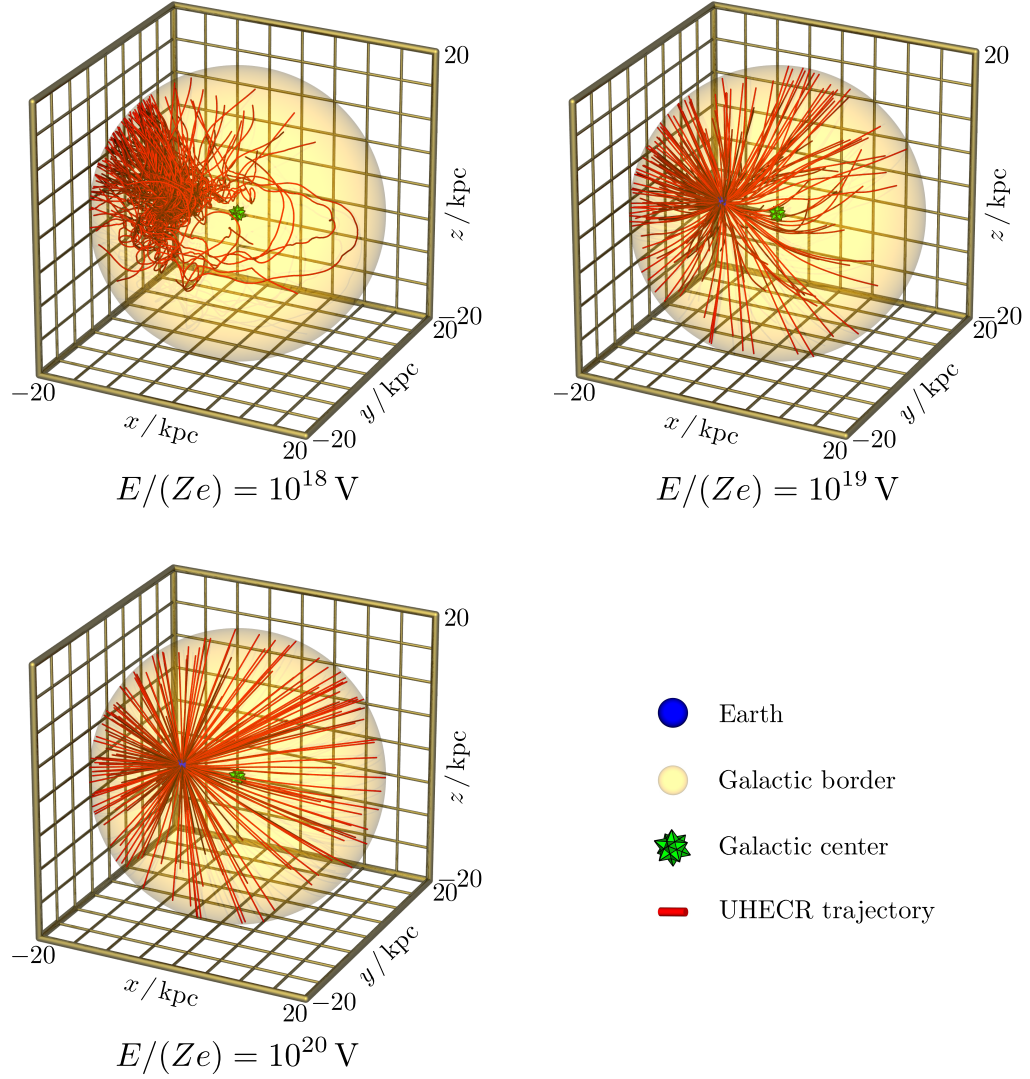 20
z / kpc
−20
20
y / kpc
−20
x / kpc
20
−20
E/(Ze) = 10^18 V
20
z / kpc
−20
20
y / kpc
−20
x / kpc
20
−20
E/(Ze) = 10^19 V
20
z / kpc
−20
20
y / kpc
−20
x / kpc
20
−20
E/(Ze) = 10^20 V
Earth
Galactic border
Galactic center
UHECR trajectory